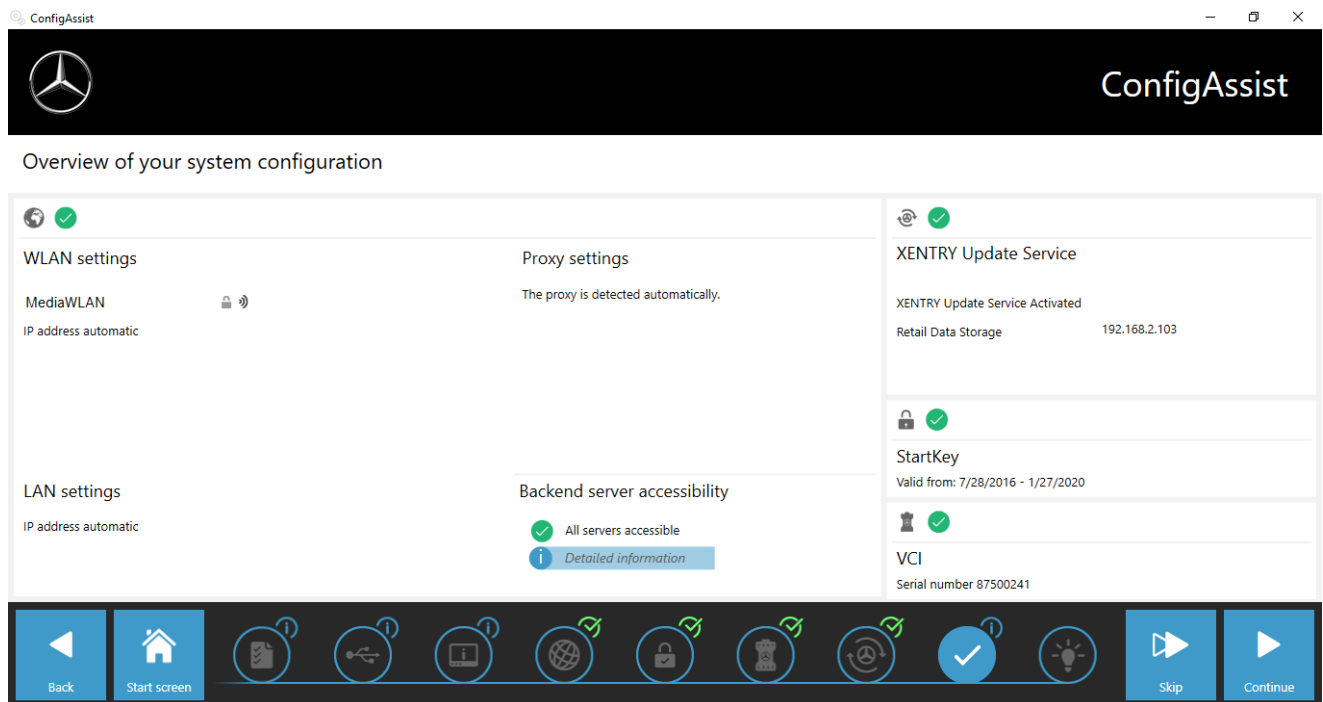 ConfigAssist
ConfigAssist
Overview of your system configuration
WLAN settings
MediaWLAN
IP address automatic
Proxy settings
The proxy is detected automatically.
LAN settings
IP address automatic
Backend server accessibility
All servers accessible
Detailed information
XENTRY Update Service
XENTRY Update Service Activated
Retail Data Storage 192.168.2.103
StartKey
Valid from: 7/28/2016 - 1/27/2020
VCI
Serial number 87500241
Back
Start screen
Skip
Continue